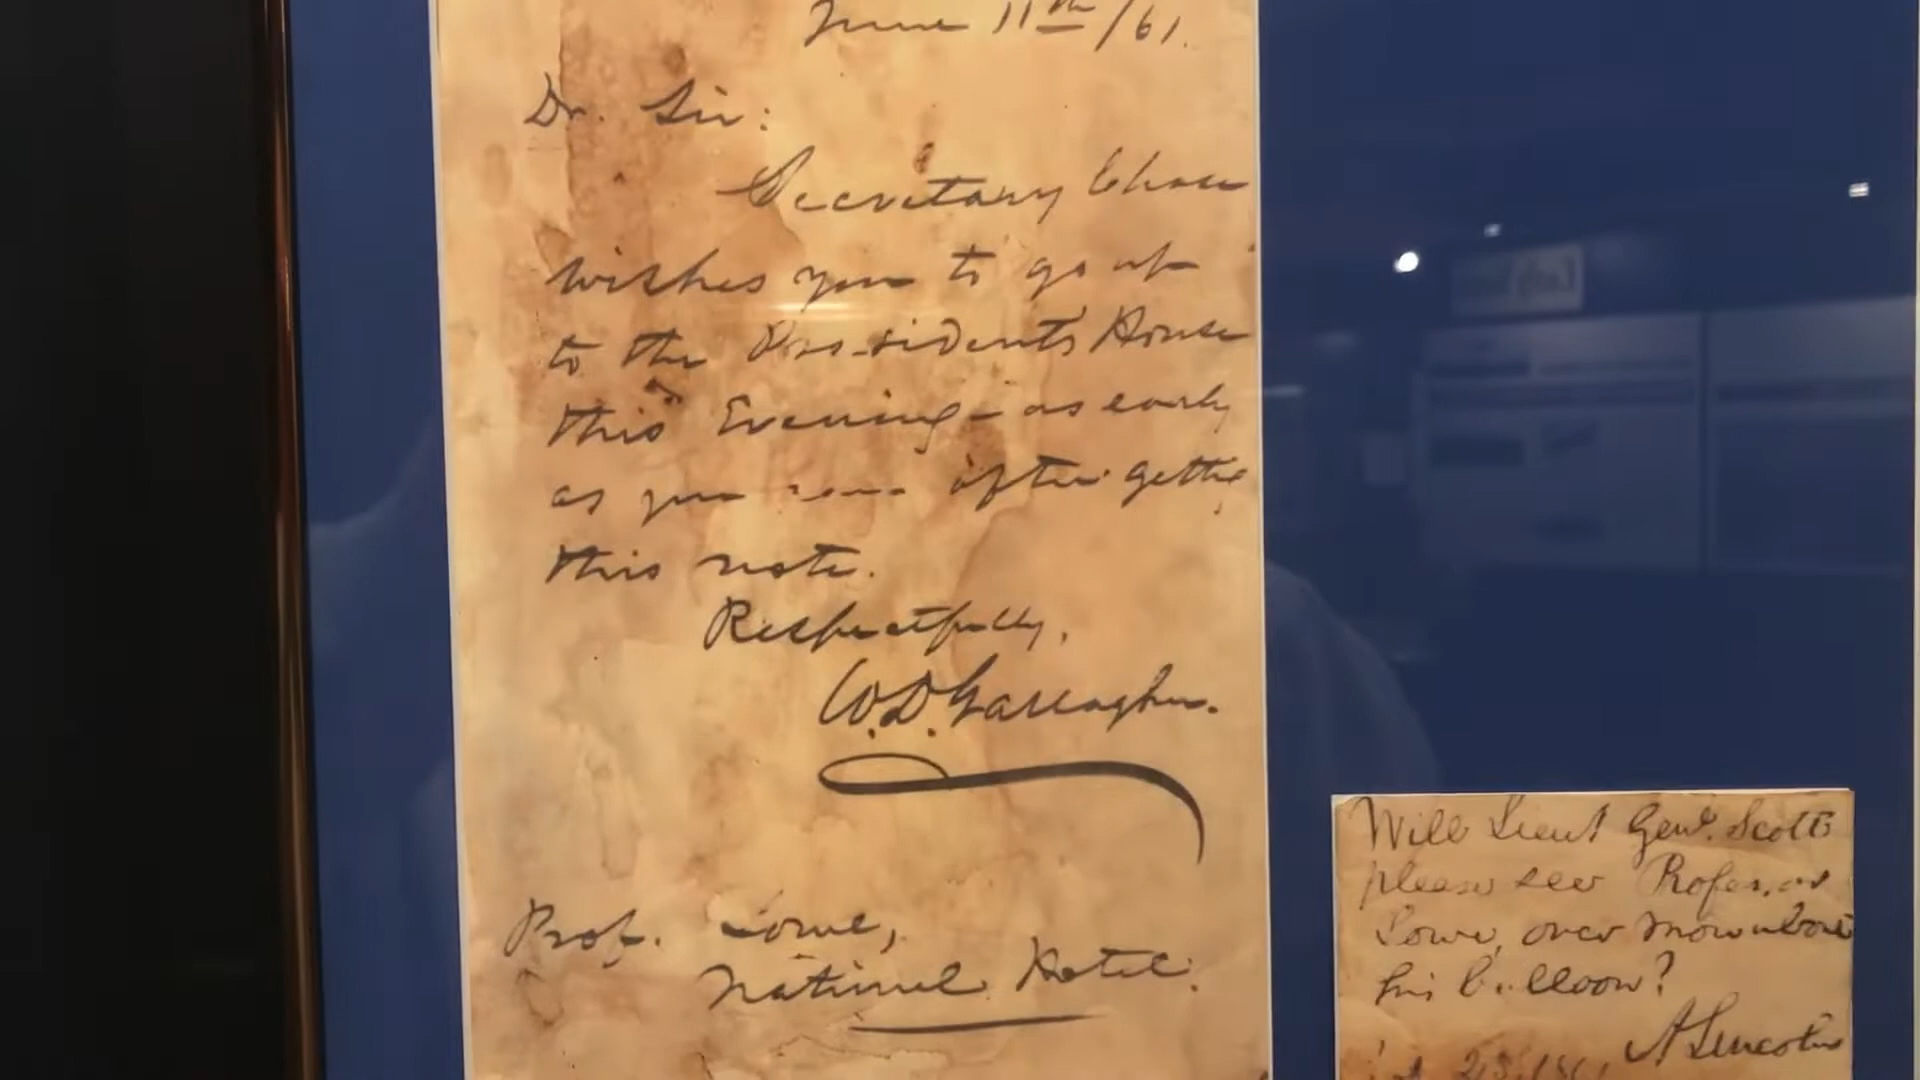 June 11th/61.
Dr. Sir:
Secretary Chase
wishes you to go up
to the Presidents House
this Evening – as early
as you after getting
this note.
Respectfully,
W.D. Gallagher.
Prof. Lowe,
National Hotel.
Will Lieut Genl. Scott
please see Professor
Lowe, once more about
his balloon?
A Lincoln